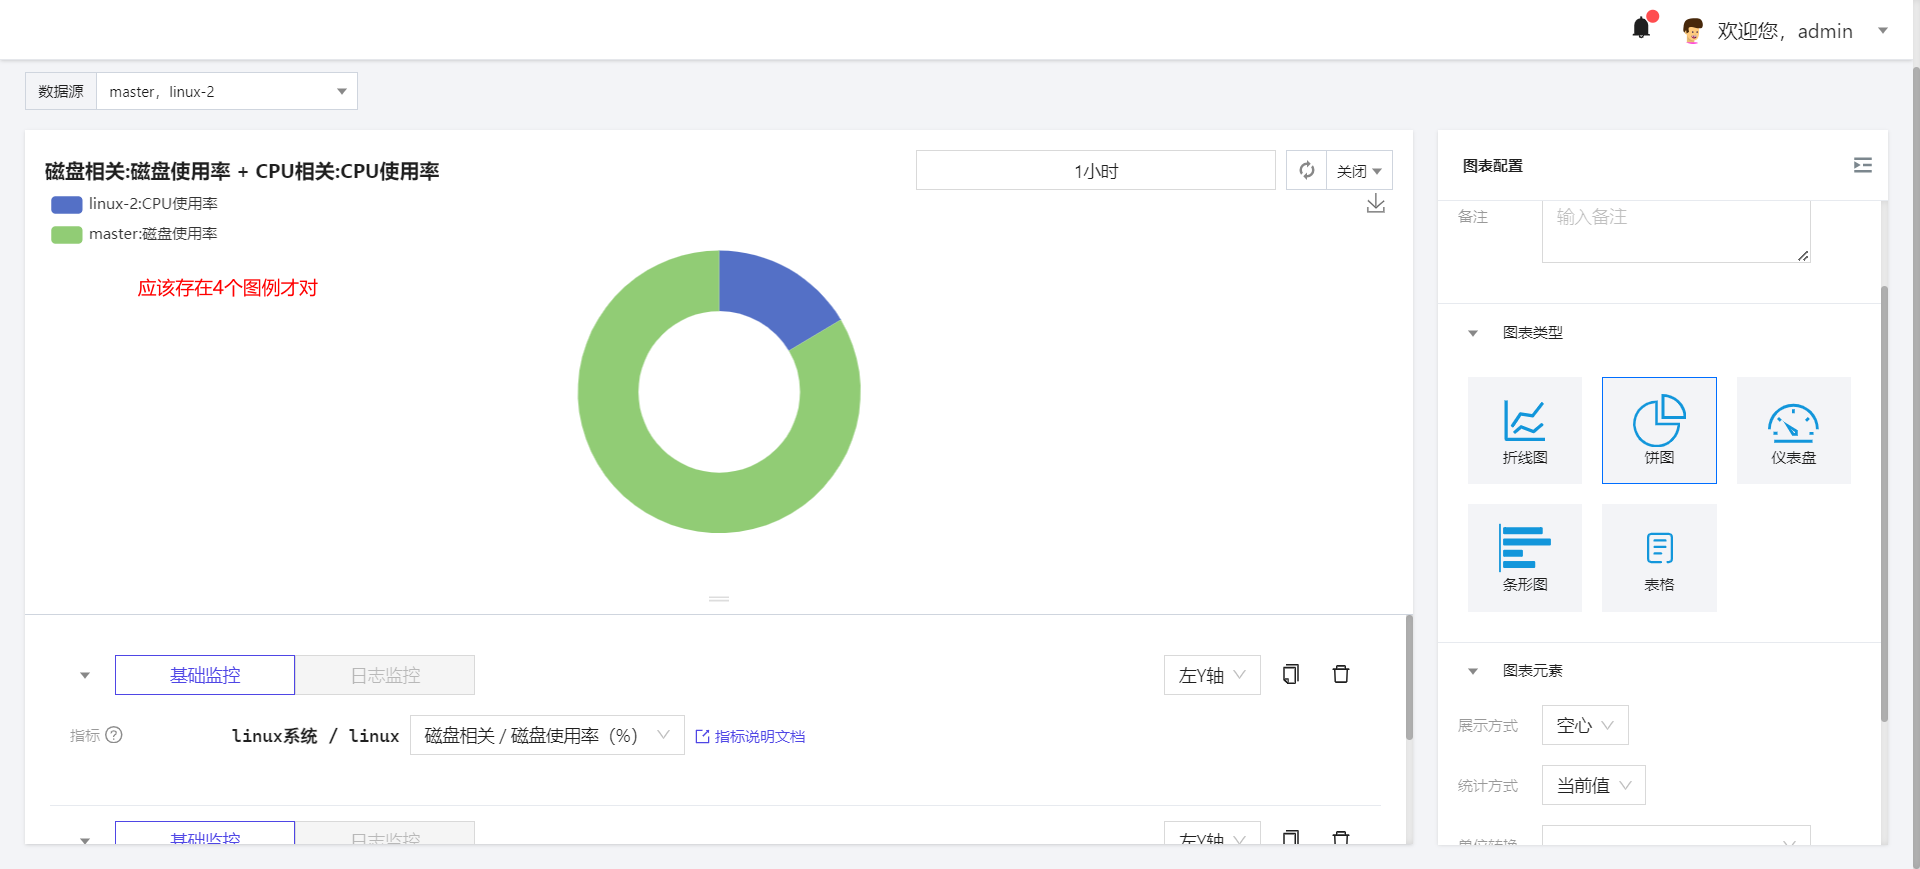 欢迎您，admin
数据源
master，linux-2
磁盘相关:磁盘使用率 + CPU相关:CPU使用率
1小时
关闭
linux-2:CPU使用率
master:磁盘使用率
应该存在4个图例才对
基础监控
日志监控
左Y轴
指标
linux系统 / linux
磁盘相关 / 磁盘使用率（%）
指标说明文档
基础监控
日志监控
左Y轴
图表配置
备注
输入备注
图表类型
折线图
饼图
仪表盘
条形图
表格
图表元素
展示方式
空心
统计方式
当前值
单位转换